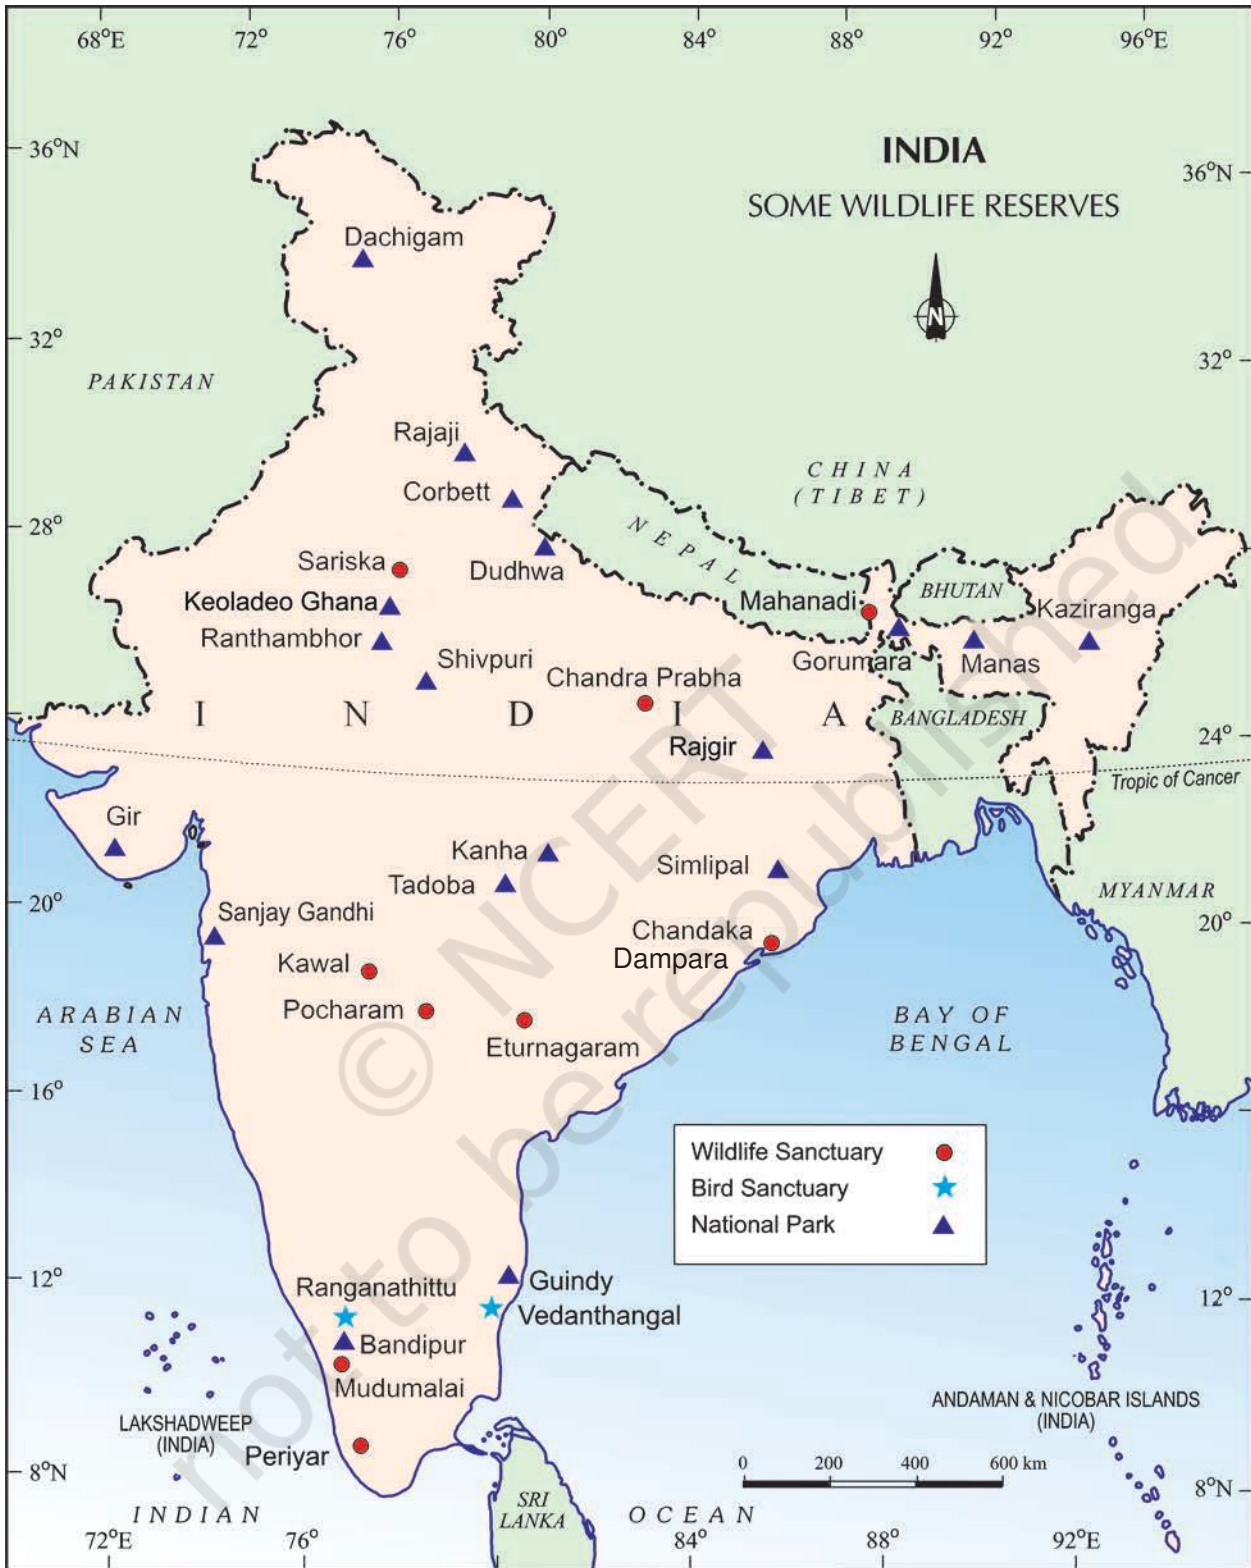 68°E 72° 76° 80° 84° 88° 92° 96°E
36°N
INDIA
36°N
SOME WILDLIFE RESERVES
Dachigam
N
32°
32°
PAKISTAN
Rajaji
CHINA
(TIBET)
Corbett
28°
NEPAL
Sariska
Dudhwa
BHUTAN
Keoladeo Ghana
Mahanadi
Kaziranga
Ranthambhor
Shivpuri
Gorumara
Manas
Chandra Prabha
I N D I A
BANGLADESH
24°
Rajgir
Tropic of Cancer
Gir
Kanha
Simlipal
Tadoba
MYANMAR
20°
20°
Sanjay Gandhi
Chandaka
Dampara
Kawal
Pocharam
ARABIAN
SEA
BAY OF
BENGAL
Eturnagaram
16°
Wildlife Sanctuary
Bird Sanctuary
National Park
12°
12°
Ranganathittu
Guindy
Vedanthangal
Bandipur
Mudumalai
LAKSHADWEEP
(INDIA)
ANDAMAN & NICOBAR ISLANDS
(INDIA)
Periyar
8°N
0 200 400 600 km
8°N
SRI
LANKA
INDIAN OCEAN
72°E 76° 84° 88° 92°E
© NCERT
not to be republished